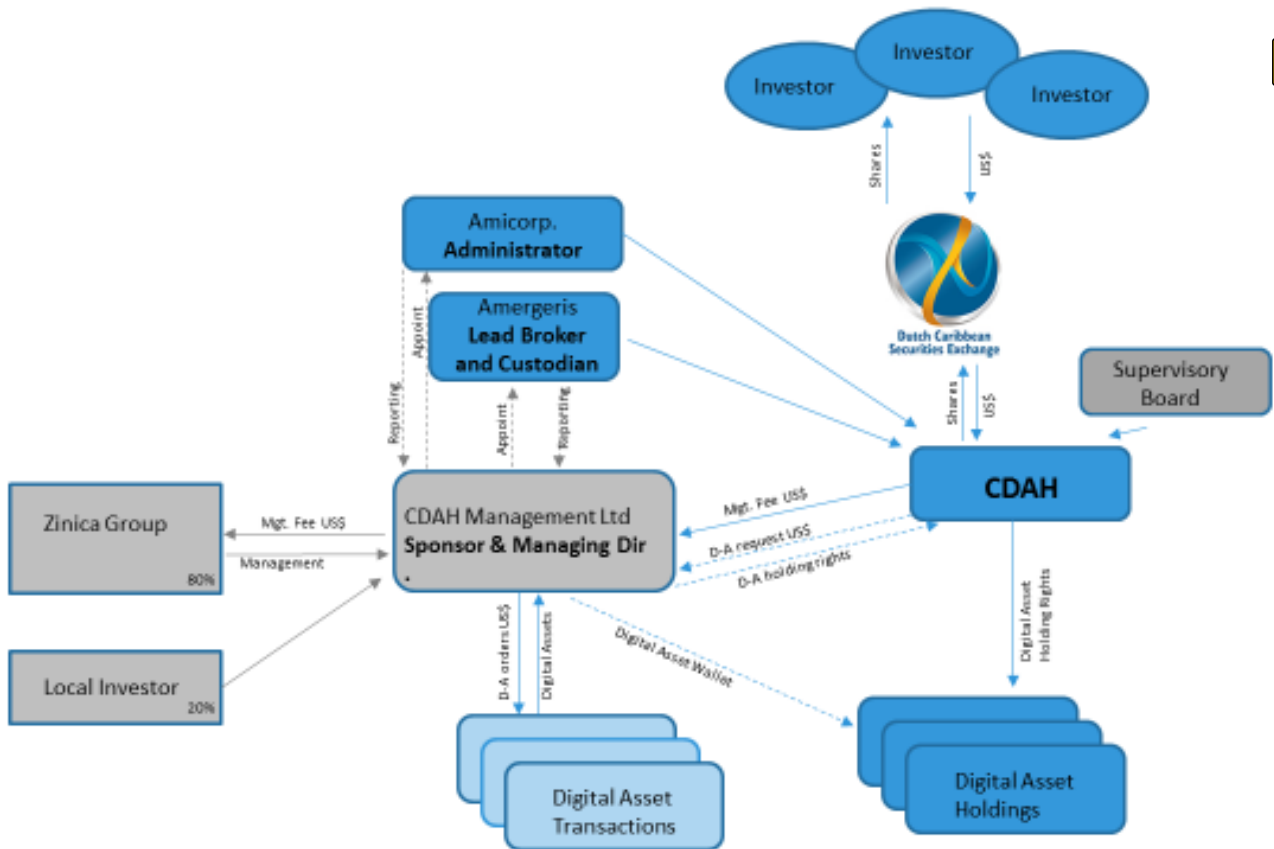 Investor
Investor
Investor
Shares
US$
Dutch Caribbean
Securities Exchange
Amicorp.
Administrator
Amergeris
Lead Broker
and Custodian
Reporting
Appoint
Appoint
Reporting
Shares
US$
Supervisory
Board
CDAH
Zinica Group
80%
Mgt. Fee US$
Management
CDAH Management Ltd
Sponsor & Managing Dir
.
Mgt. Fee US$
D-A request US$
D-A holding rights
Local Investor
20%
D-A orders US$
Digital Assets
Digital Asset Wallet
Digital Asset
Holding Rights
Digital Asset
Transactions
Digital Asset
Holdings